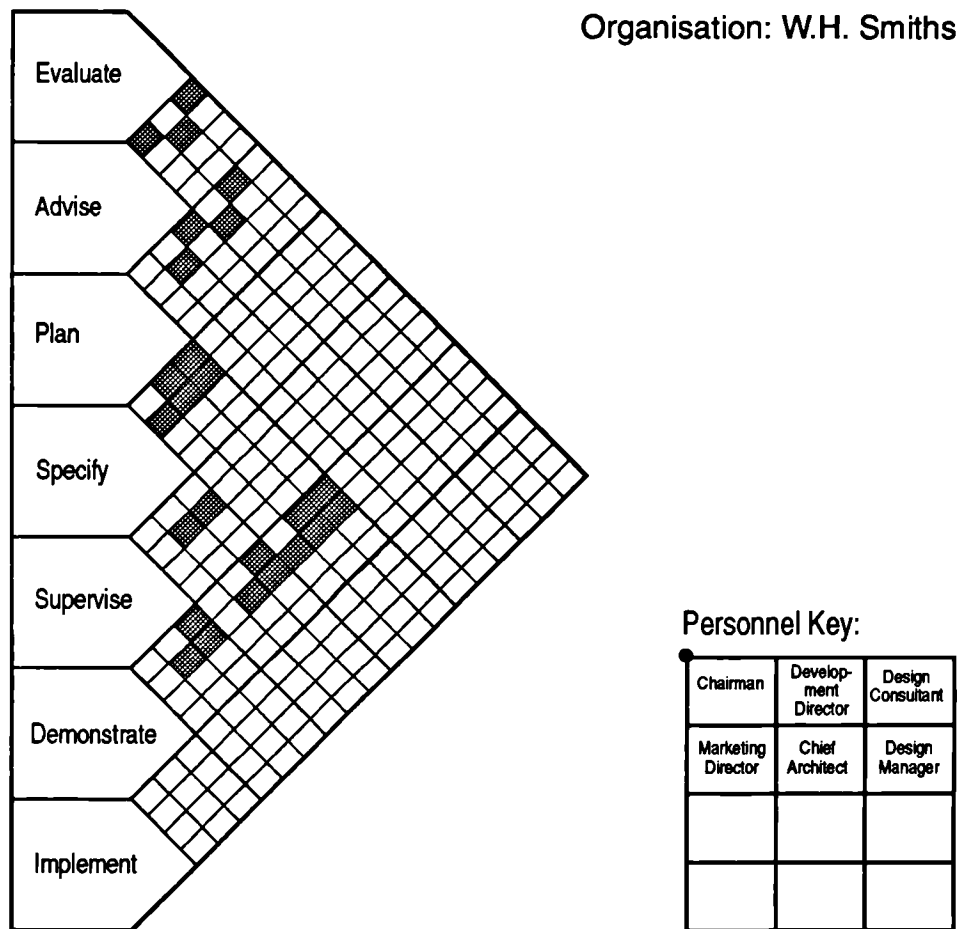 Organisation: W.H. Smiths
Evaluate
Advise
Plan
Specify
Supervise
Demonstrate
Implement
Personnel Key:
Chairman
Develop-
ment
Director
Design
Consultant
Marketing
Director
Chief
Architect
Design
Manager